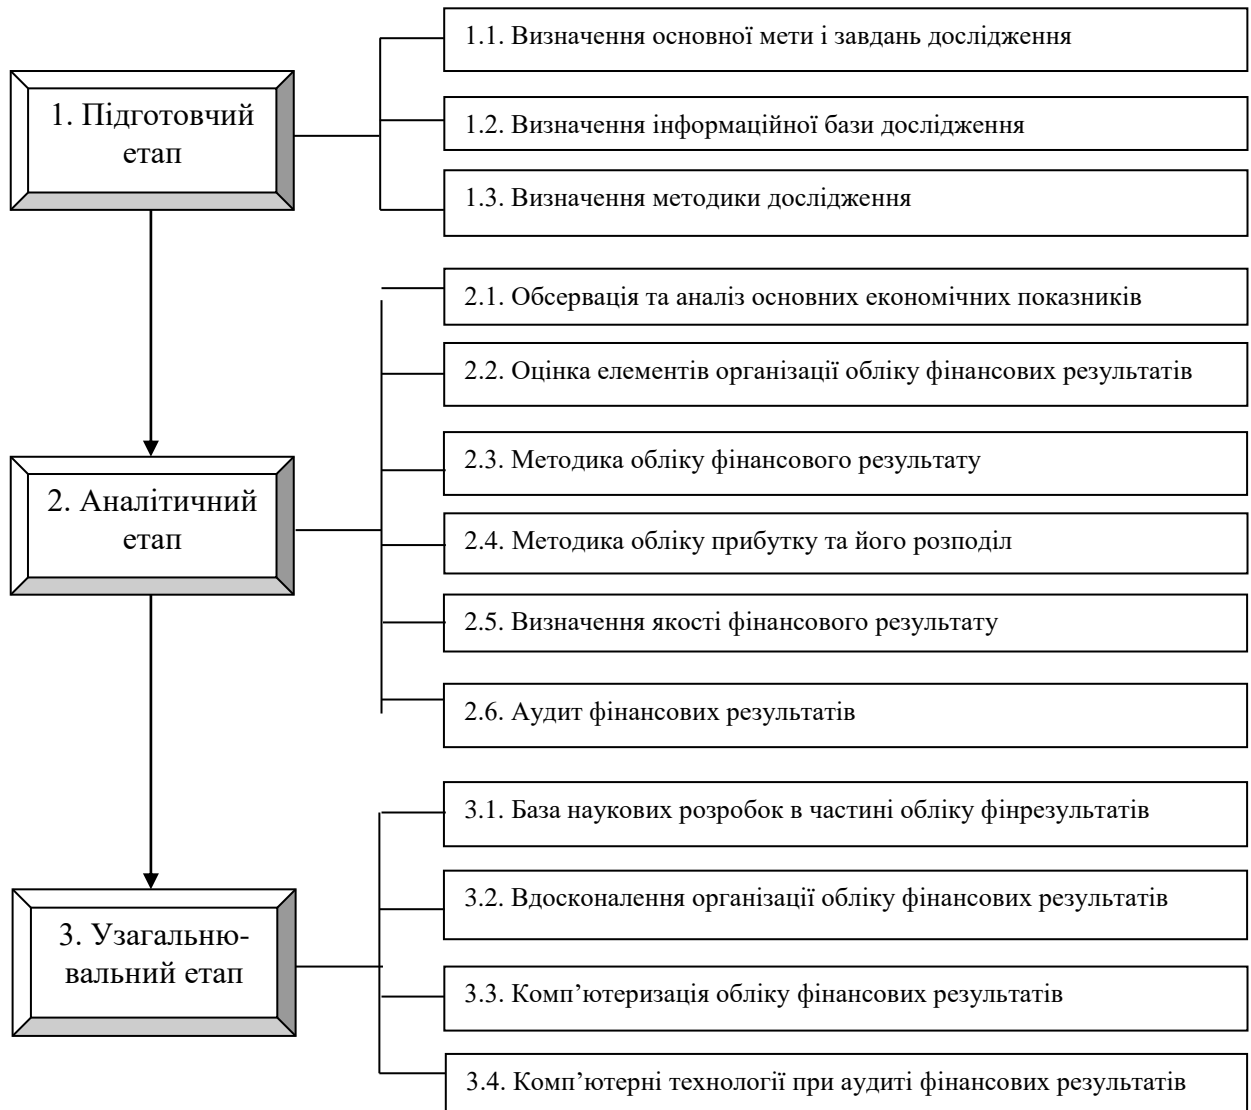 1. Підготовчий
етап
1.1. Визначення основної мети і завдань дослідження
1.2. Визначення інформаційної бази дослідження
1.3. Визначення методики дослідження
2. Аналітичний
етап
2.1. Обсервація та аналіз основних економічних показників
2.2. Оцінка елементів організації обліку фінансових результатів
2.3. Методика обліку фінансового результату
2.4. Методика обліку прибутку та його розподіл
2.5. Визначення якості фінансового результату
2.6. Аудит фінансових результатів
3. Узагальню-
вальний етап
3.1. База наукових розробок в частині обліку фінрезультатів
3.2. Вдосконалення організації обліку фінансових результатів
3.3. Комп’ютеризація обліку фінансових результатів
3.4. Комп’ютерні технології при аудиті фінансових результатів